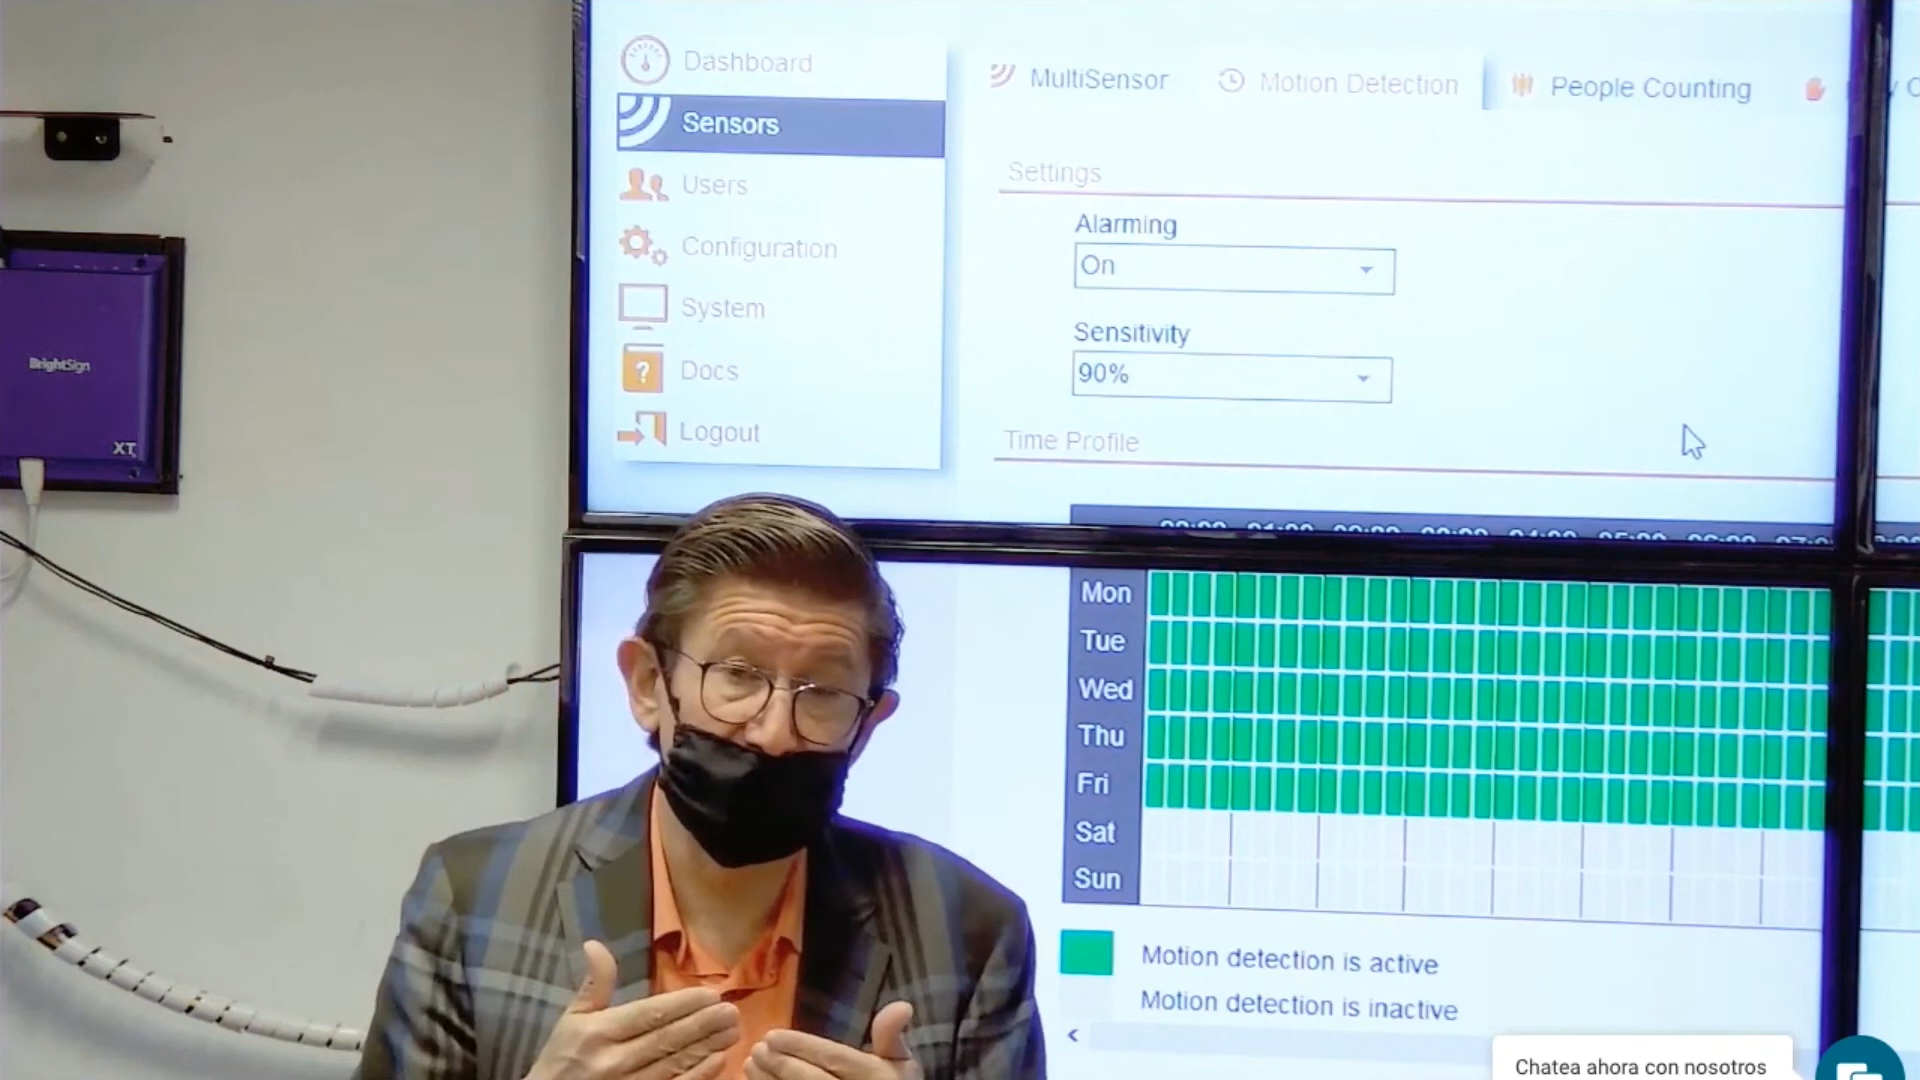 Dashboard
Sensors
Users
Configuration
System
Docs
Logout
MultiSensor
Motion Detection
People Counting
Settings
Alarming
On
Sensitivity
90%
Time Profile
Mon
Tue
Wed
Thu
Fri
Sat
Sun
Motion detection is active
Motion detection is inactive
BrightSign
XT
Chatea ahora con nosotros